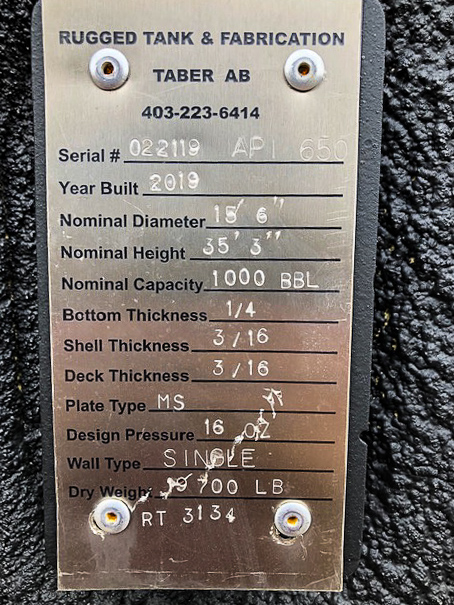 RUGGED TANK & FABRICATION
TABER AB
403-223-6414
Serial # 022119 API 650
Year Built 2019
Nominal Diameter 15' 6"
Nominal Height 35' 3"
Nominal Capacity 1000 BBL
Bottom Thickness 1/4
Shell Thickness 3/16
Deck Thickness 3/16
Plate Type MS
Design Pressure 16 OZ
Wall Type SINGLE
Dry Weight 700 LB
RT 3134